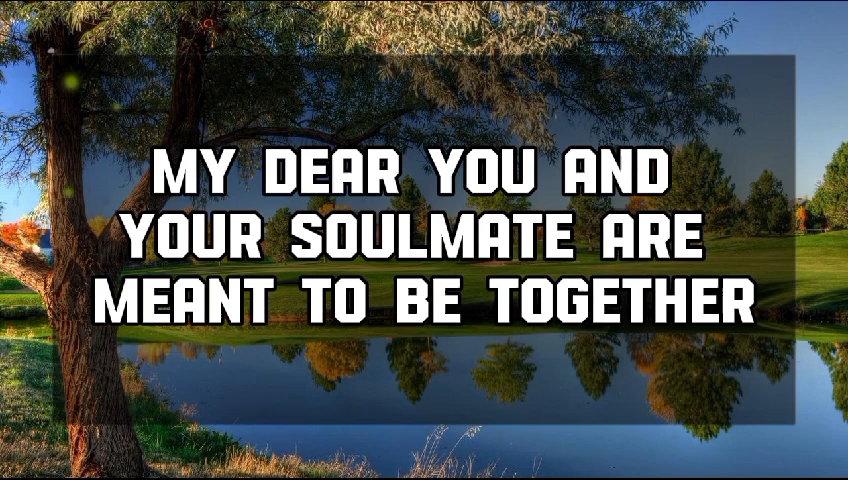 MY DEAR YOU AND
YOUR SOULMATE ARE
MEANT TO BE TOGETHER